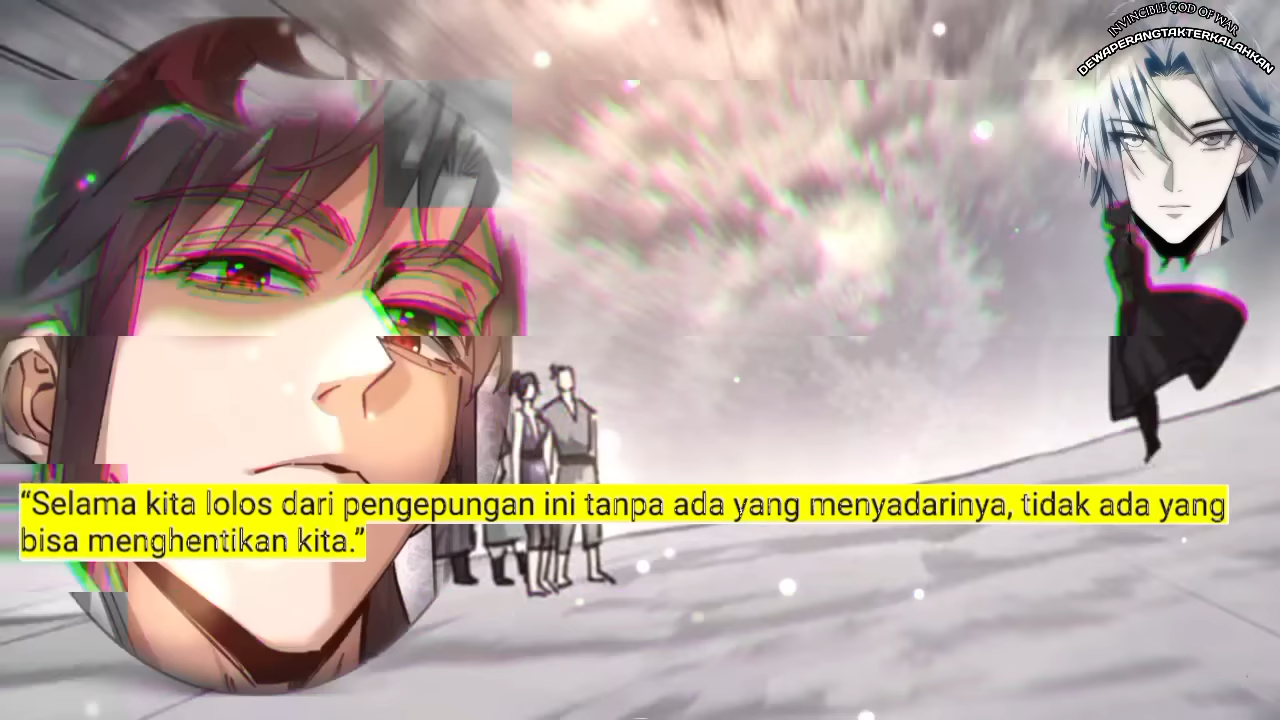 INVINCIBLE GOD OF WAR
DEWAPERANGTAKTERKALAHKAN
“Selama kita lolos dari pengepungan ini tanpa ada yang menyadarinya, tidak ada yang
bisa menghentikan kita.”